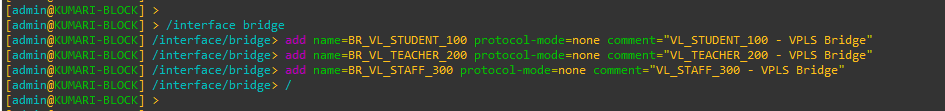 [admin@KUMARI-BLOCK] >
[admin@KUMARI-BLOCK] > /interface bridge
[admin@KUMARI-BLOCK] /interface/bridge> add name=BR_VL_STUDENT_100 protocol-mode=none comment="VL_STUDENT_100 - VPLS Bridge"
[admin@KUMARI-BLOCK] /interface/bridge> add name=BR_VL_TEACHER_200 protocol-mode=none comment="VL_TEACHER_200 - VPLS Bridge"
[admin@KUMARI-BLOCK] /interface/bridge> add name=BR_VL_STAFF_300 protocol-mode=none comment="VL_STAFF_300 - VPLS Bridge"
[admin@KUMARI-BLOCK] /interface/bridge> /
[admin@KUMARI-BLOCK] >